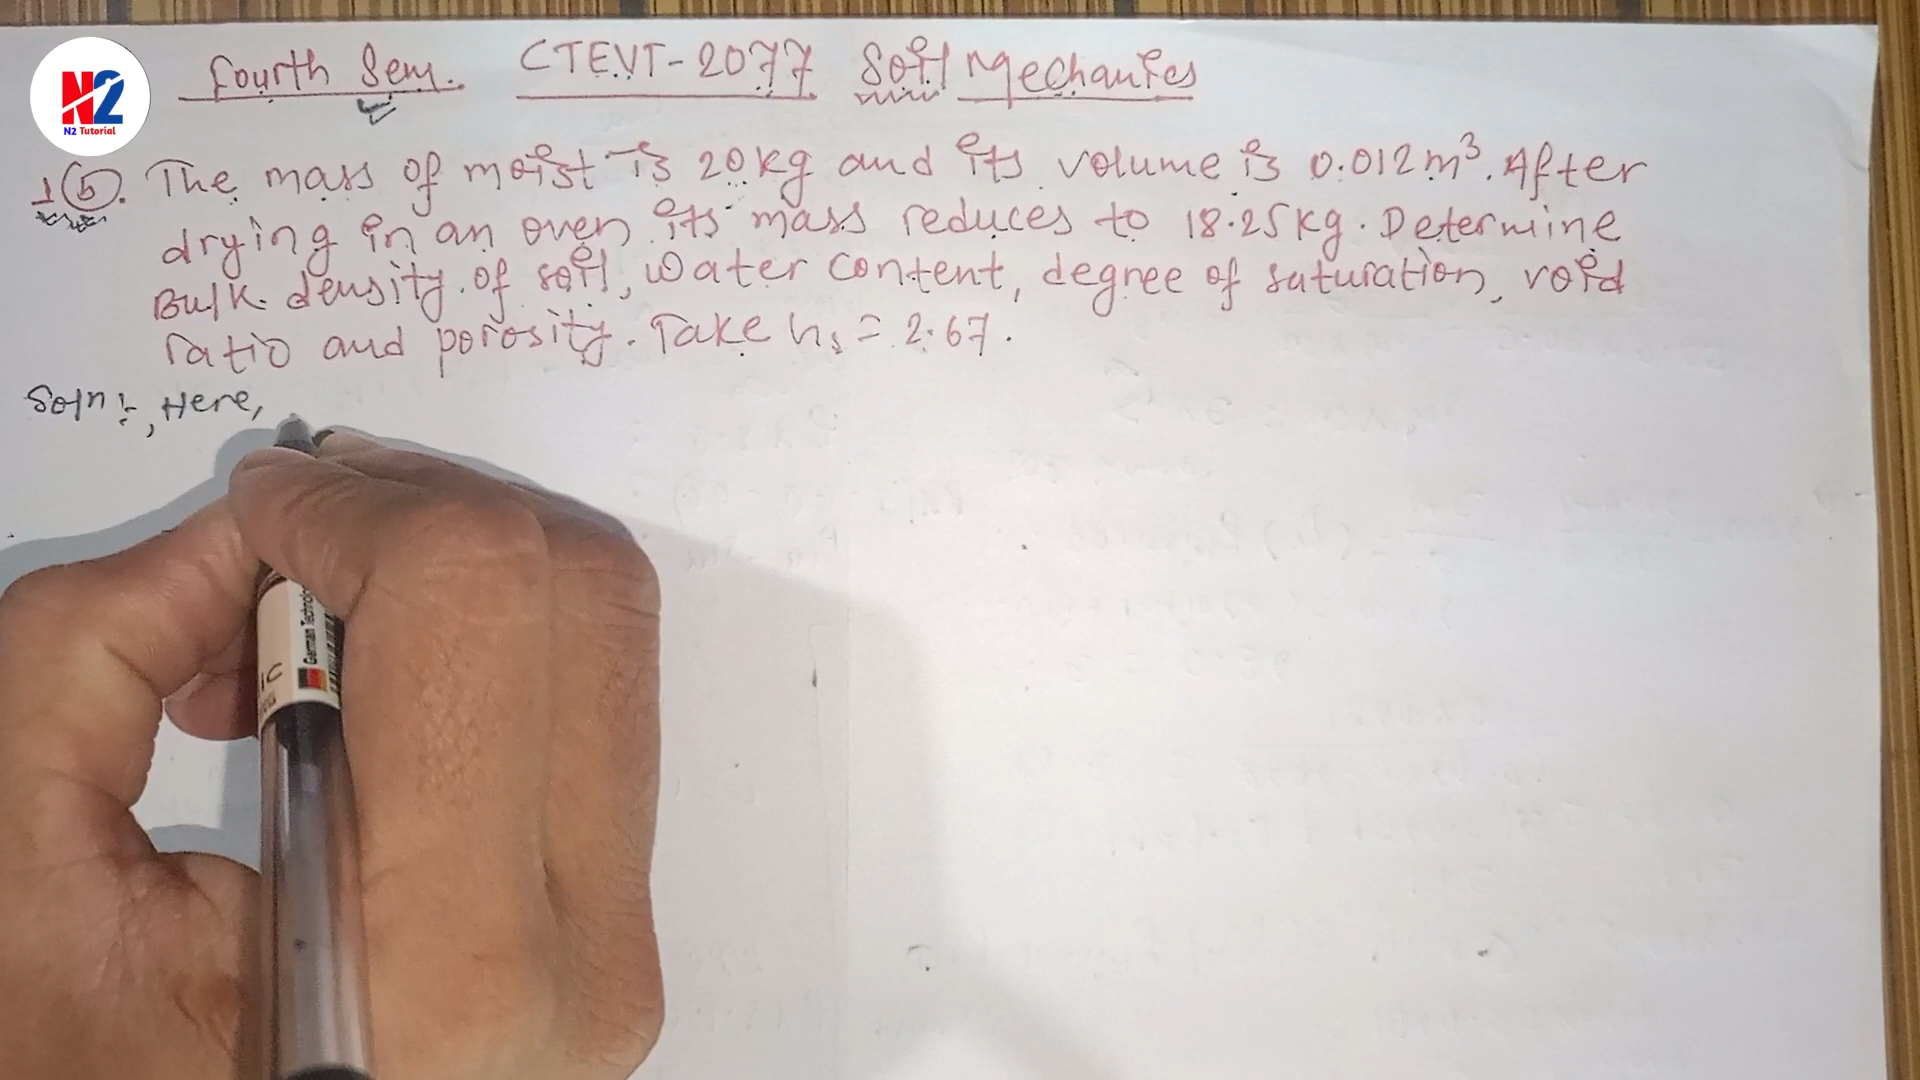 Fourth Sem. CTEVT-2077 Soil Mechanics
N2
N2 Tutorial
1(b). The mass of moist is 20kg and its volume is 0.012m³. After
drying in an oven its mass reduces to 18.25kg. Determine
Bulk density of soil, Water content, degree of saturation, void
ratio and porosity. Take Gs = 2.67.
Soln:, Here,
German Technology
ic